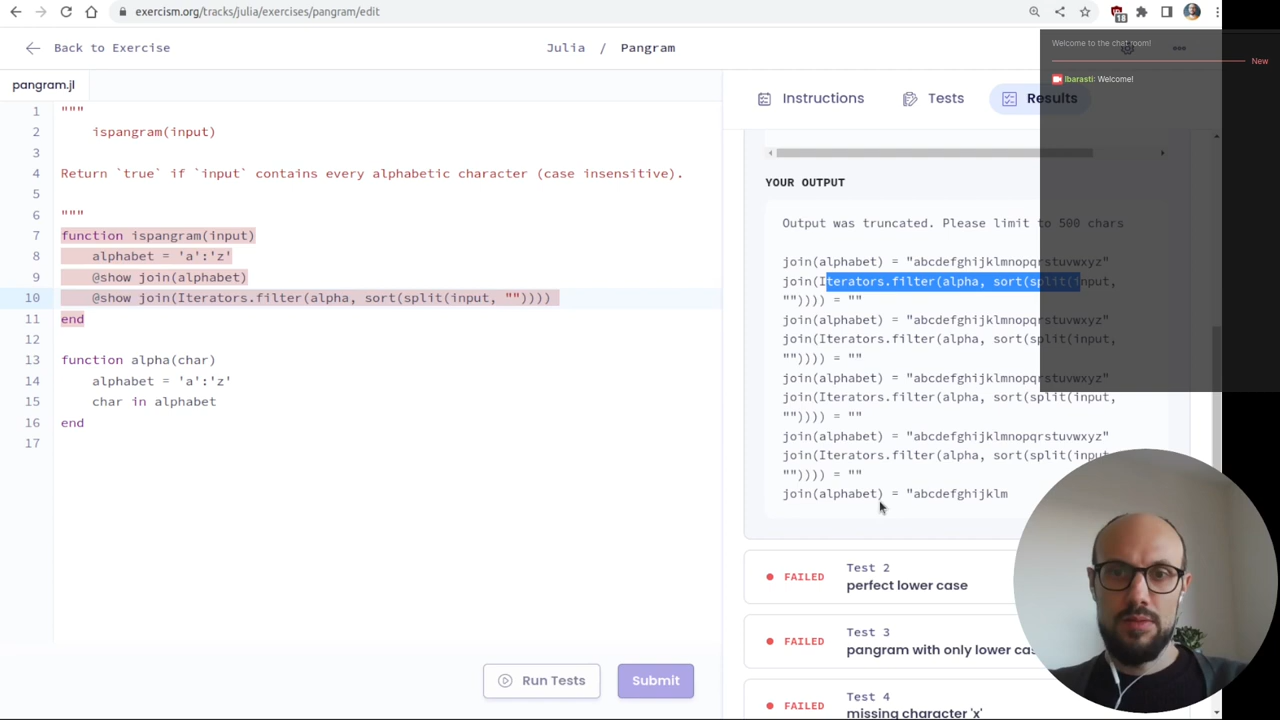 exercism.org/tracks/julia/exercises/pangram/edit
18
Back to Exercise
Julia / Pangram
Welcome to the chat room!
New
lbarasti: Welcome!
pangram.jl
Instructions
Tests
Results
1 """
2 ispangram(input)
3
4 Return `true` if `input` contains every alphabetic character (case insensitive).
5
6 """
7 function ispangram(input)
8 alphabet = 'a':'z'
9 @show join(alphabet)
10 @show join(Iterators.filter(alpha, sort(split(input, ""))))
11 end
12
13 function alpha(char)
14 alphabet = 'a':'z'
15 char in alphabet
16 end
17
Run Tests
Submit
YOUR OUTPUT
Output was truncated. Please limit to 500 chars
join(alphabet) = "abcdefghijklmnopqrstuvwxyz"
join(Iterators.filter(alpha, sort(split(input,
"")))) = ""
join(alphabet) = "abcdefghijklmnopqrstuvwxyz"
join(Iterators.filter(alpha, sort(split(input,
"")))) = ""
join(alphabet) = "abcdefghijklmnopqrstuvwxyz"
join(Iterators.filter(alpha, sort(split(input,
"")))) = ""
join(alphabet) = "abcdefghijklmnopqrstuvwxyz"
join(Iterators.filter(alpha, sort(split(input,
"")))) = ""
join(alphabet) = "abcdefghijklm
FAILED
Test 2
perfect lower case
FAILED
Test 3
pangram with only lower cas
FAILED
Test 4
missing character 'x'